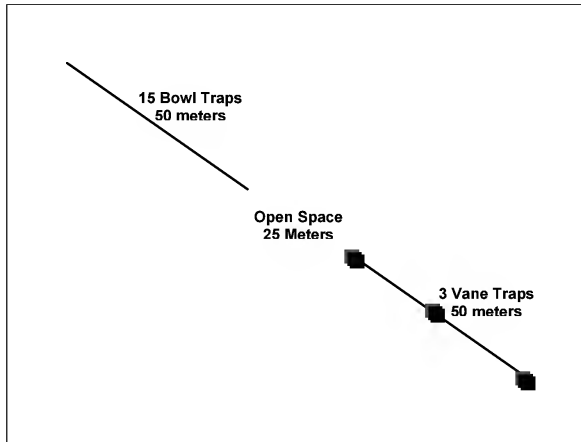 15 Bowl Traps
50 meters
Open Space
25 Meters
3 Vane Traps
50 meters